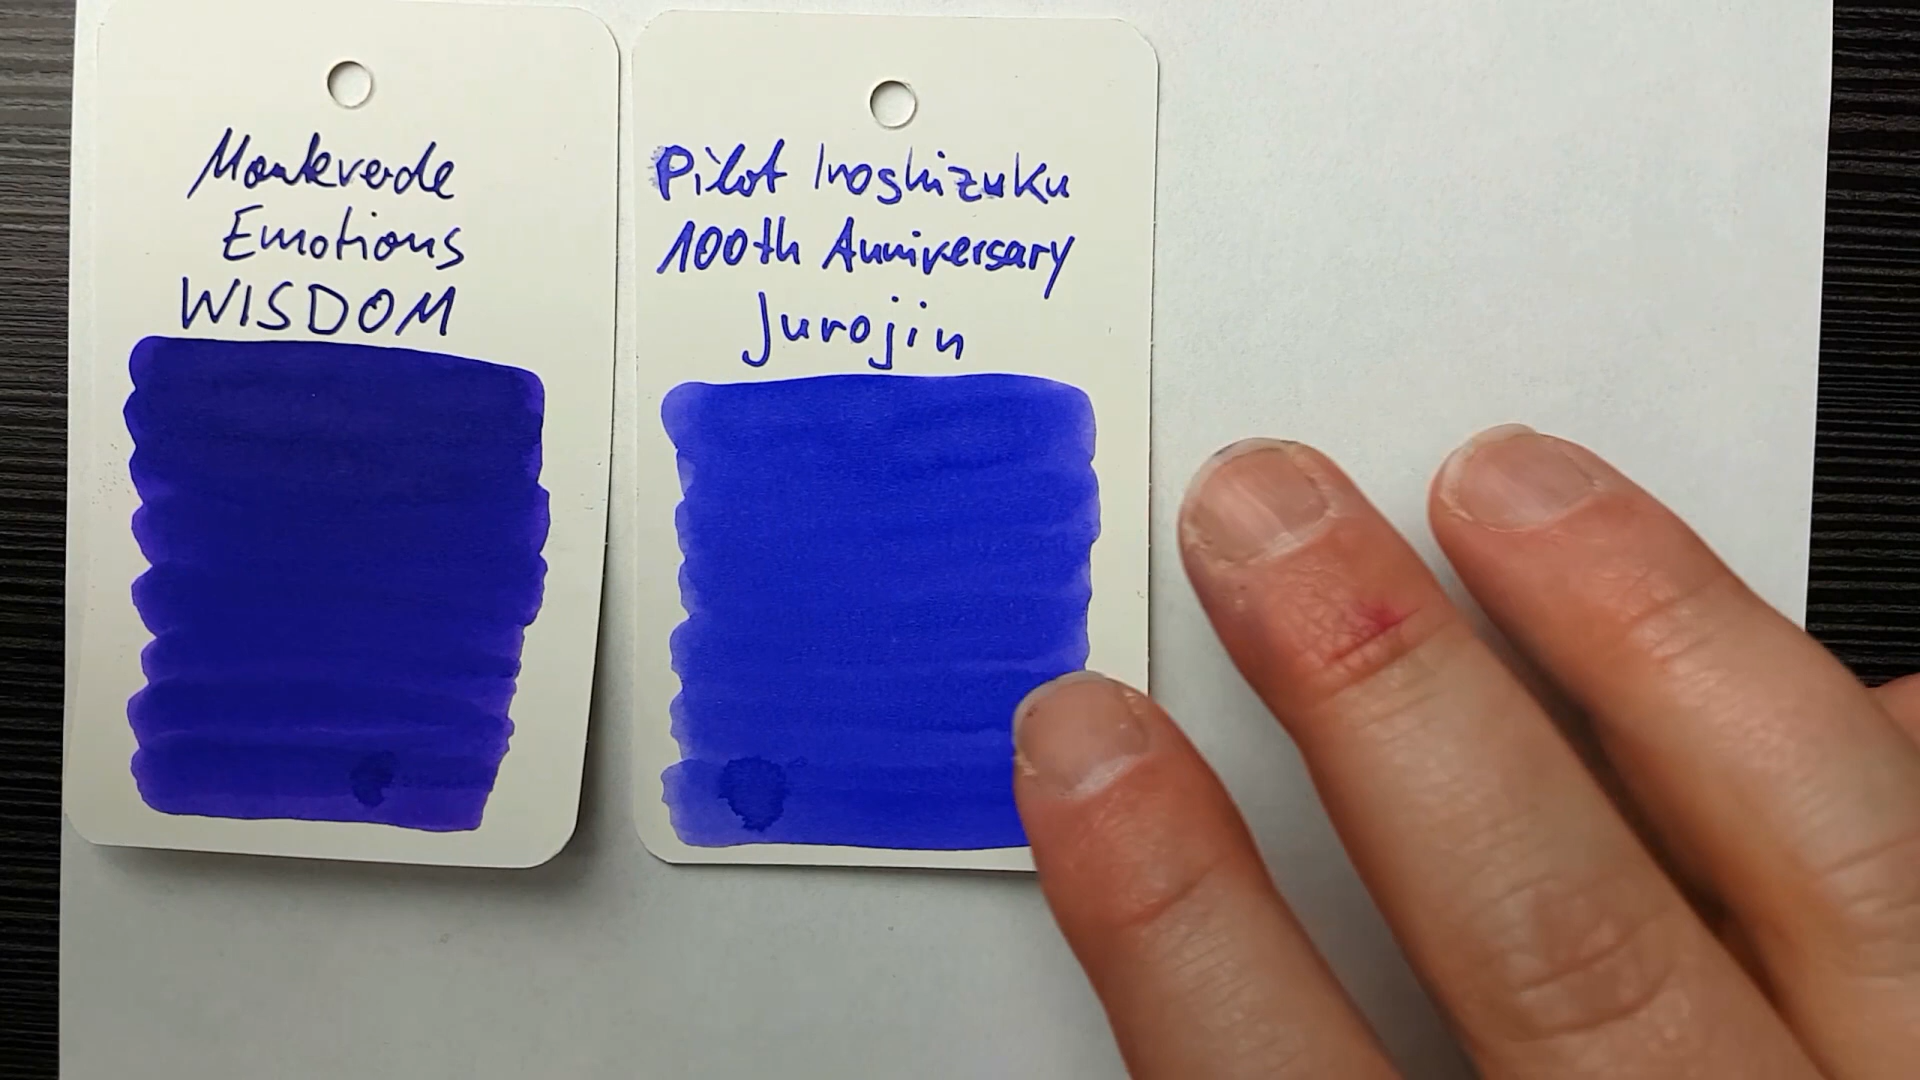 Monteverde
Emotions
WISDOM
Pilot Iroshizuku
100th Anniversary
Jurojin